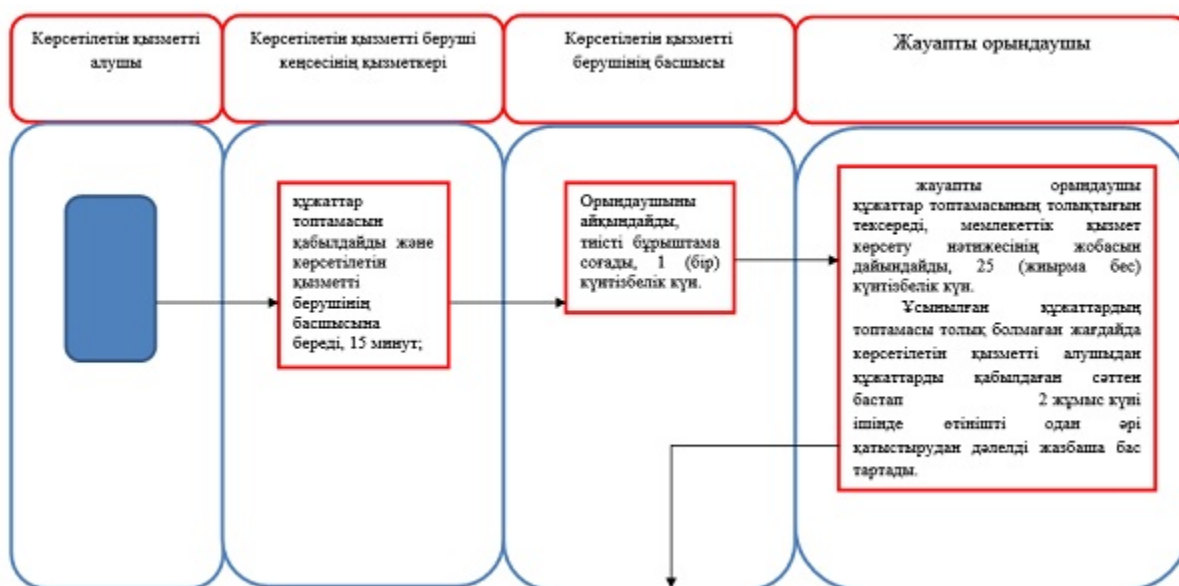 Көрсетілетін қызметті
алушы
Көрсетілетін қызметті беруші
кеңсесінің қызметкері
Көрсетілетін қызметті
берушінің басшысы
Жауапты орындаушы
құжаттар
топтамасын
қабылдайды және
көрсетілетін
қызметті
берушінің
басшысына
береді, 15 минут;
Орындаушыны
айқындайды,
тиісті бұрыштама
соғады, 1 (бір)
күнтізбелік күн.
жауапты орындаушы
құжаттар топтамасының толықтығын
тексереді, мемлекеттік қызмет
көрсету нәтижесінің жобасын
дайындайды, 25 (жиырма бес)
күнтізбелік күн.
Ұсынылған құжаттардың
топтамасы толық болмаған жағдайда
көрсетілетін қызметті алушыдан
құжаттарды қабылдаған сәттен
бастап 2 жұмыс күні
ішінде өтінішті одан әрі
қатыстырудан дәлелді жазбаша бас
тартады.